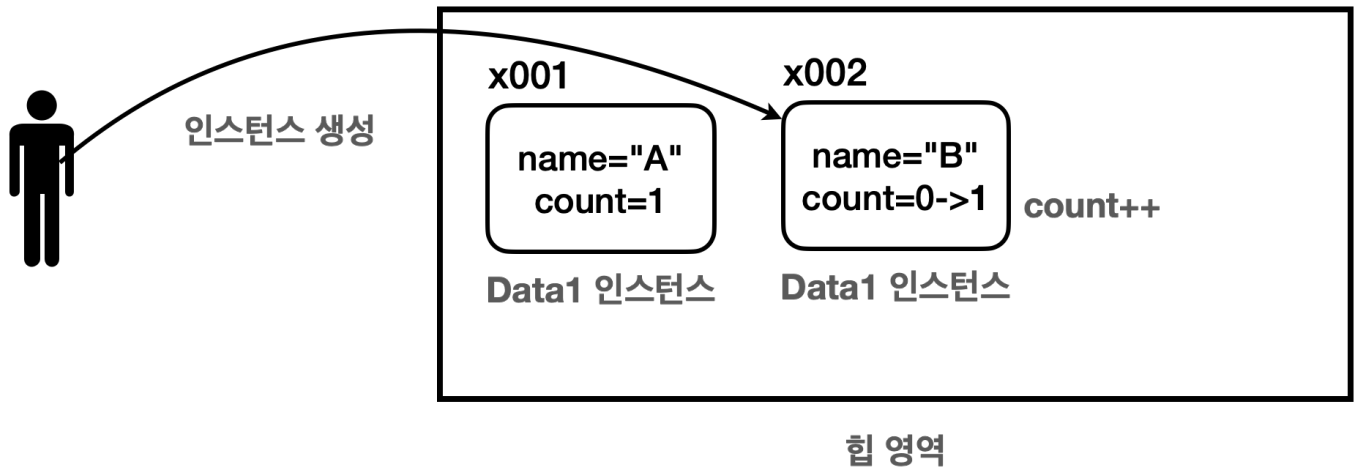 인스턴스 생성
x001
name="A"
count=1
Data1 인스턴스
x002
name="B"
count=0->1
count++
Data1 인스턴스
힙 영역